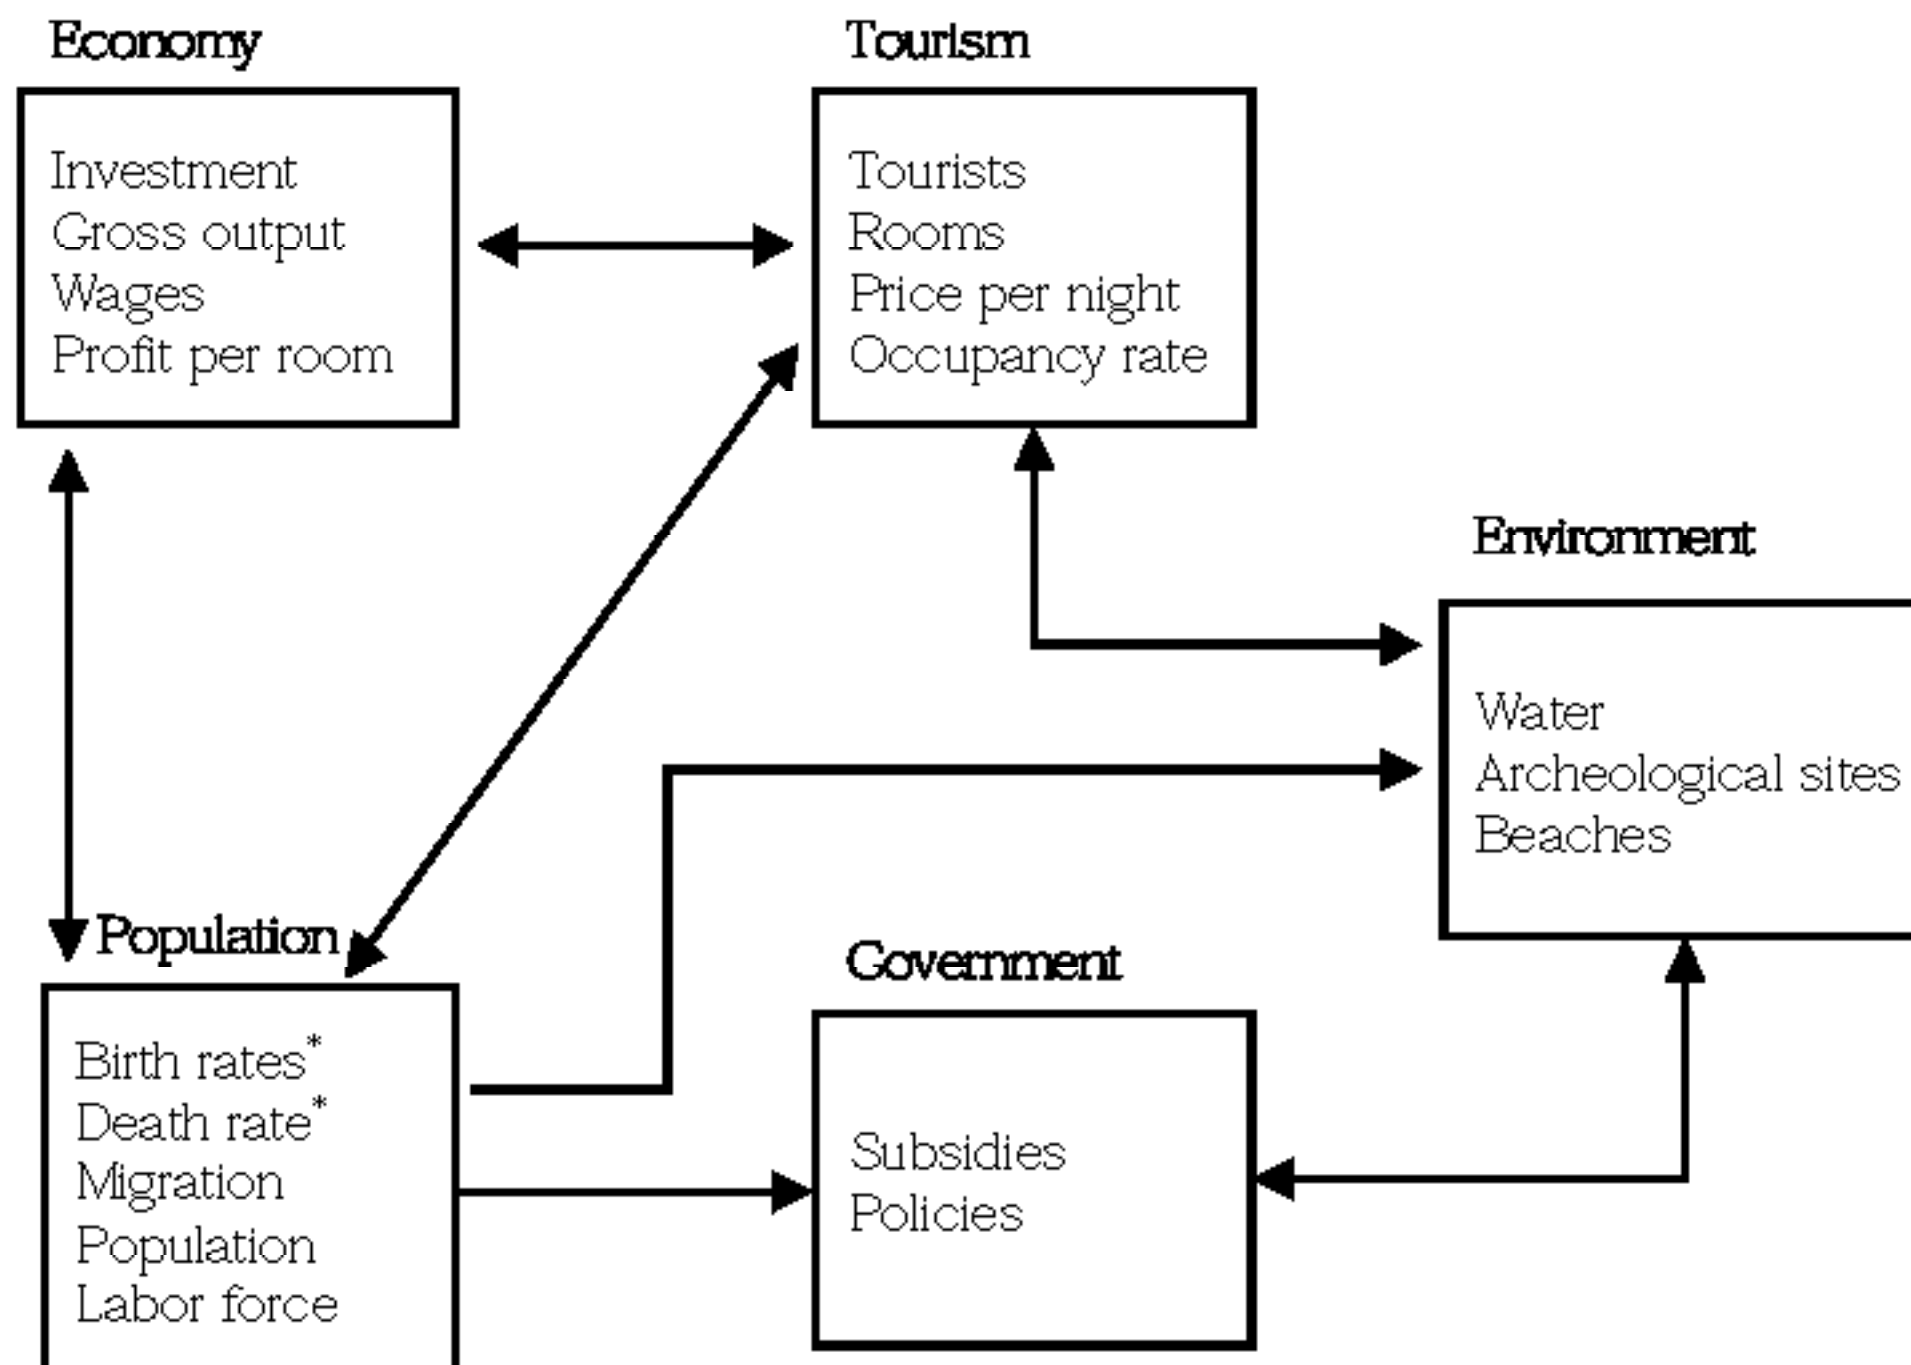 Economy
Investment
Gross output
Wages
Profit per room
Tourism
Tourists
Rooms
Price per night
Occupancy rate
Environment
Water
Archeological sites
Beaches
Population
Birth rates*
Death rate*
Migration
Population
Labor force
Government
Subsidies
Policies